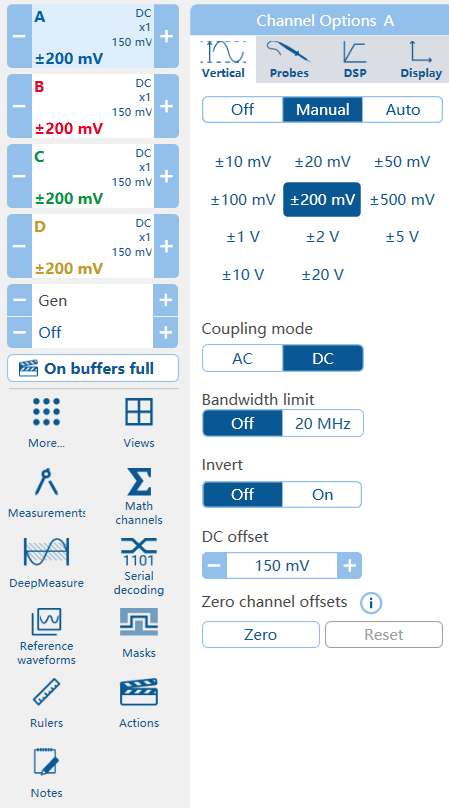 A
DC
x1
150 mV
±200 mV
B
DC
x1
150 mV
±200 mV
C
DC
x1
150 mV
±200 mV
D
DC
x1
150 mV
±200 mV
Gen
Off
On buffers full
More...
Views
Measurements
Math
channels
DeepMeasure
1101
Serial
decoding
Reference
waveforms
Masks
Rulers
Actions
Notes
Channel Options A
Vertical
Probes
DSP
Display
Off Manual Auto
±10 mV ±20 mV ±50 mV
±100 mV ±200 mV ±500 mV
±1 V ±2 V ±5 V
±10 V ±20 V
Coupling mode
AC DC
Bandwidth limit
Off 20 MHz
Invert
Off On
DC offset
− 150 mV +
Zero channel offsets i
Zero Reset